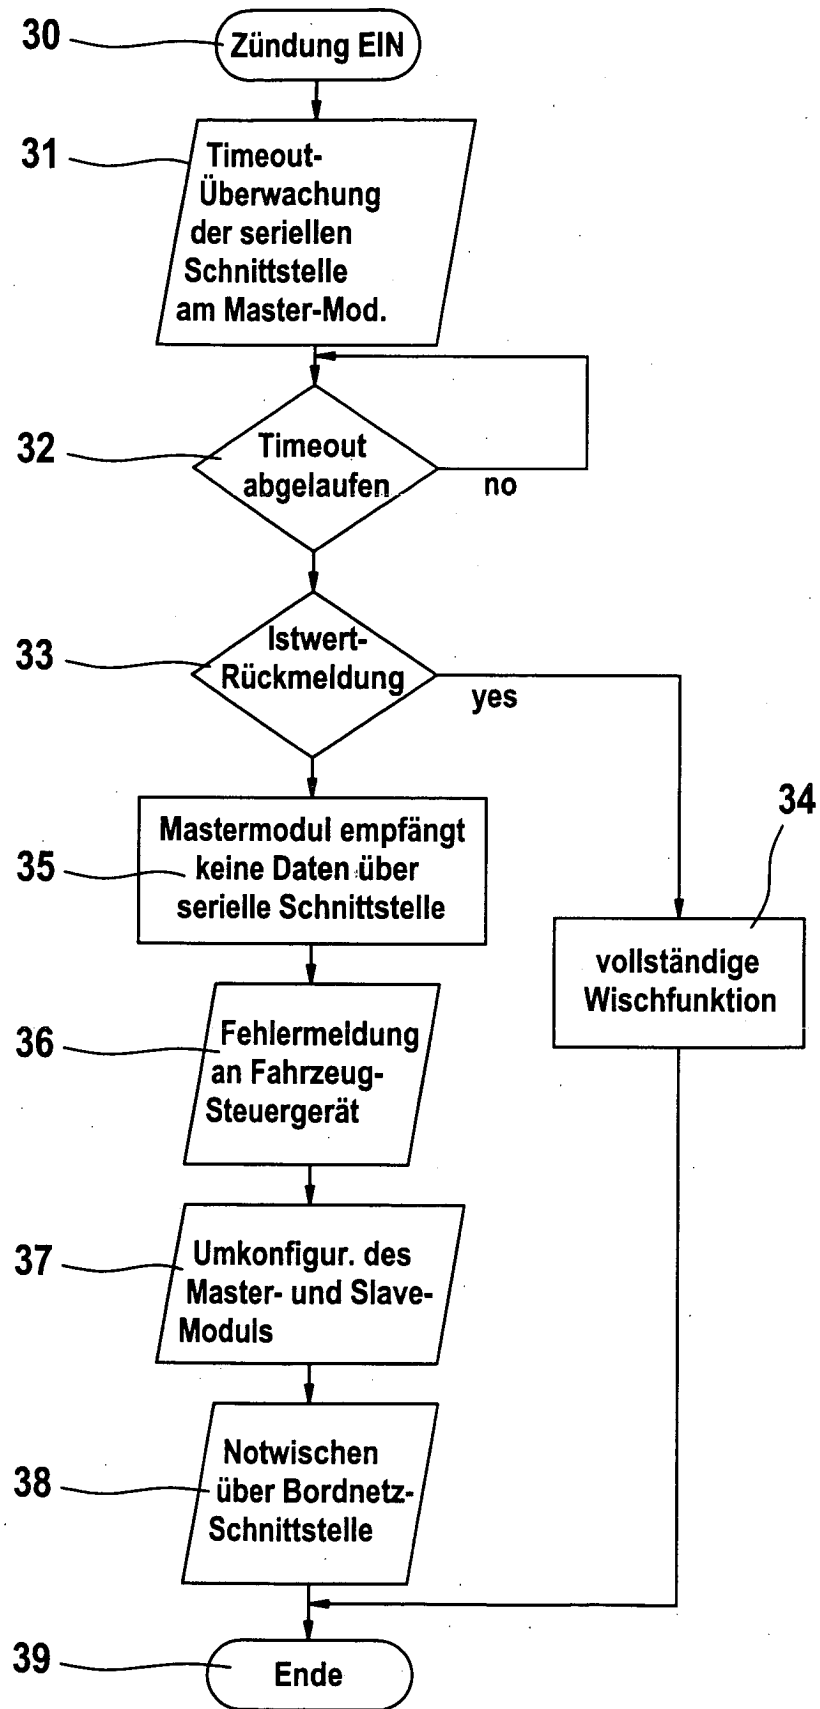 30
Zündung EIN
31
Timeout-
Überwachung
der seriellen
Schnittstelle
am Master-Mod.
32
Timeout
abgelaufen
no
33
Istwert-
Rückmeldung
yes
34
35
Mastermodul empfängt
keine Daten über
serielle Schnittstelle
vollständige
Wischfunktion
36
Fehlermeldung
an Fahrzeug-
Steuergerät
37
Umkonfigur. des
Master- und Slave-
Moduls
38
Notwischen
über Bordnetz-
Schnittstelle
39
Ende